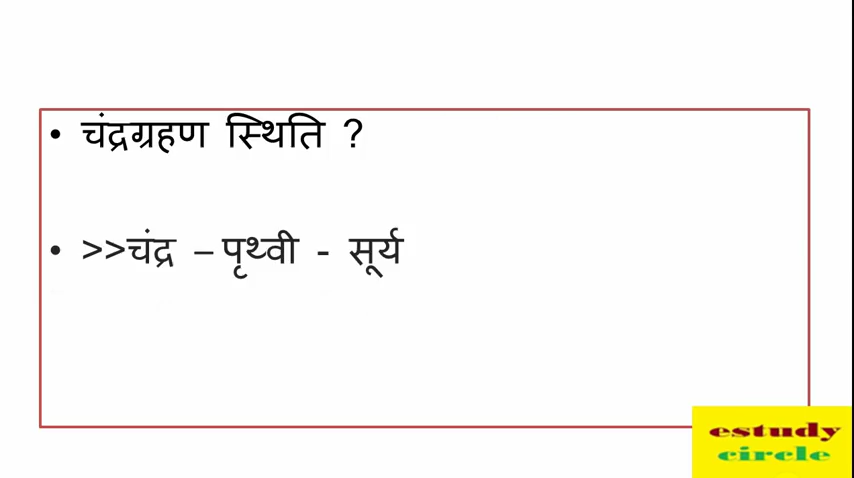 • चंद्रग्रहण स्थिति ?
• >>चंद्र – पृथ्वी - सूर्य
estudy
circle